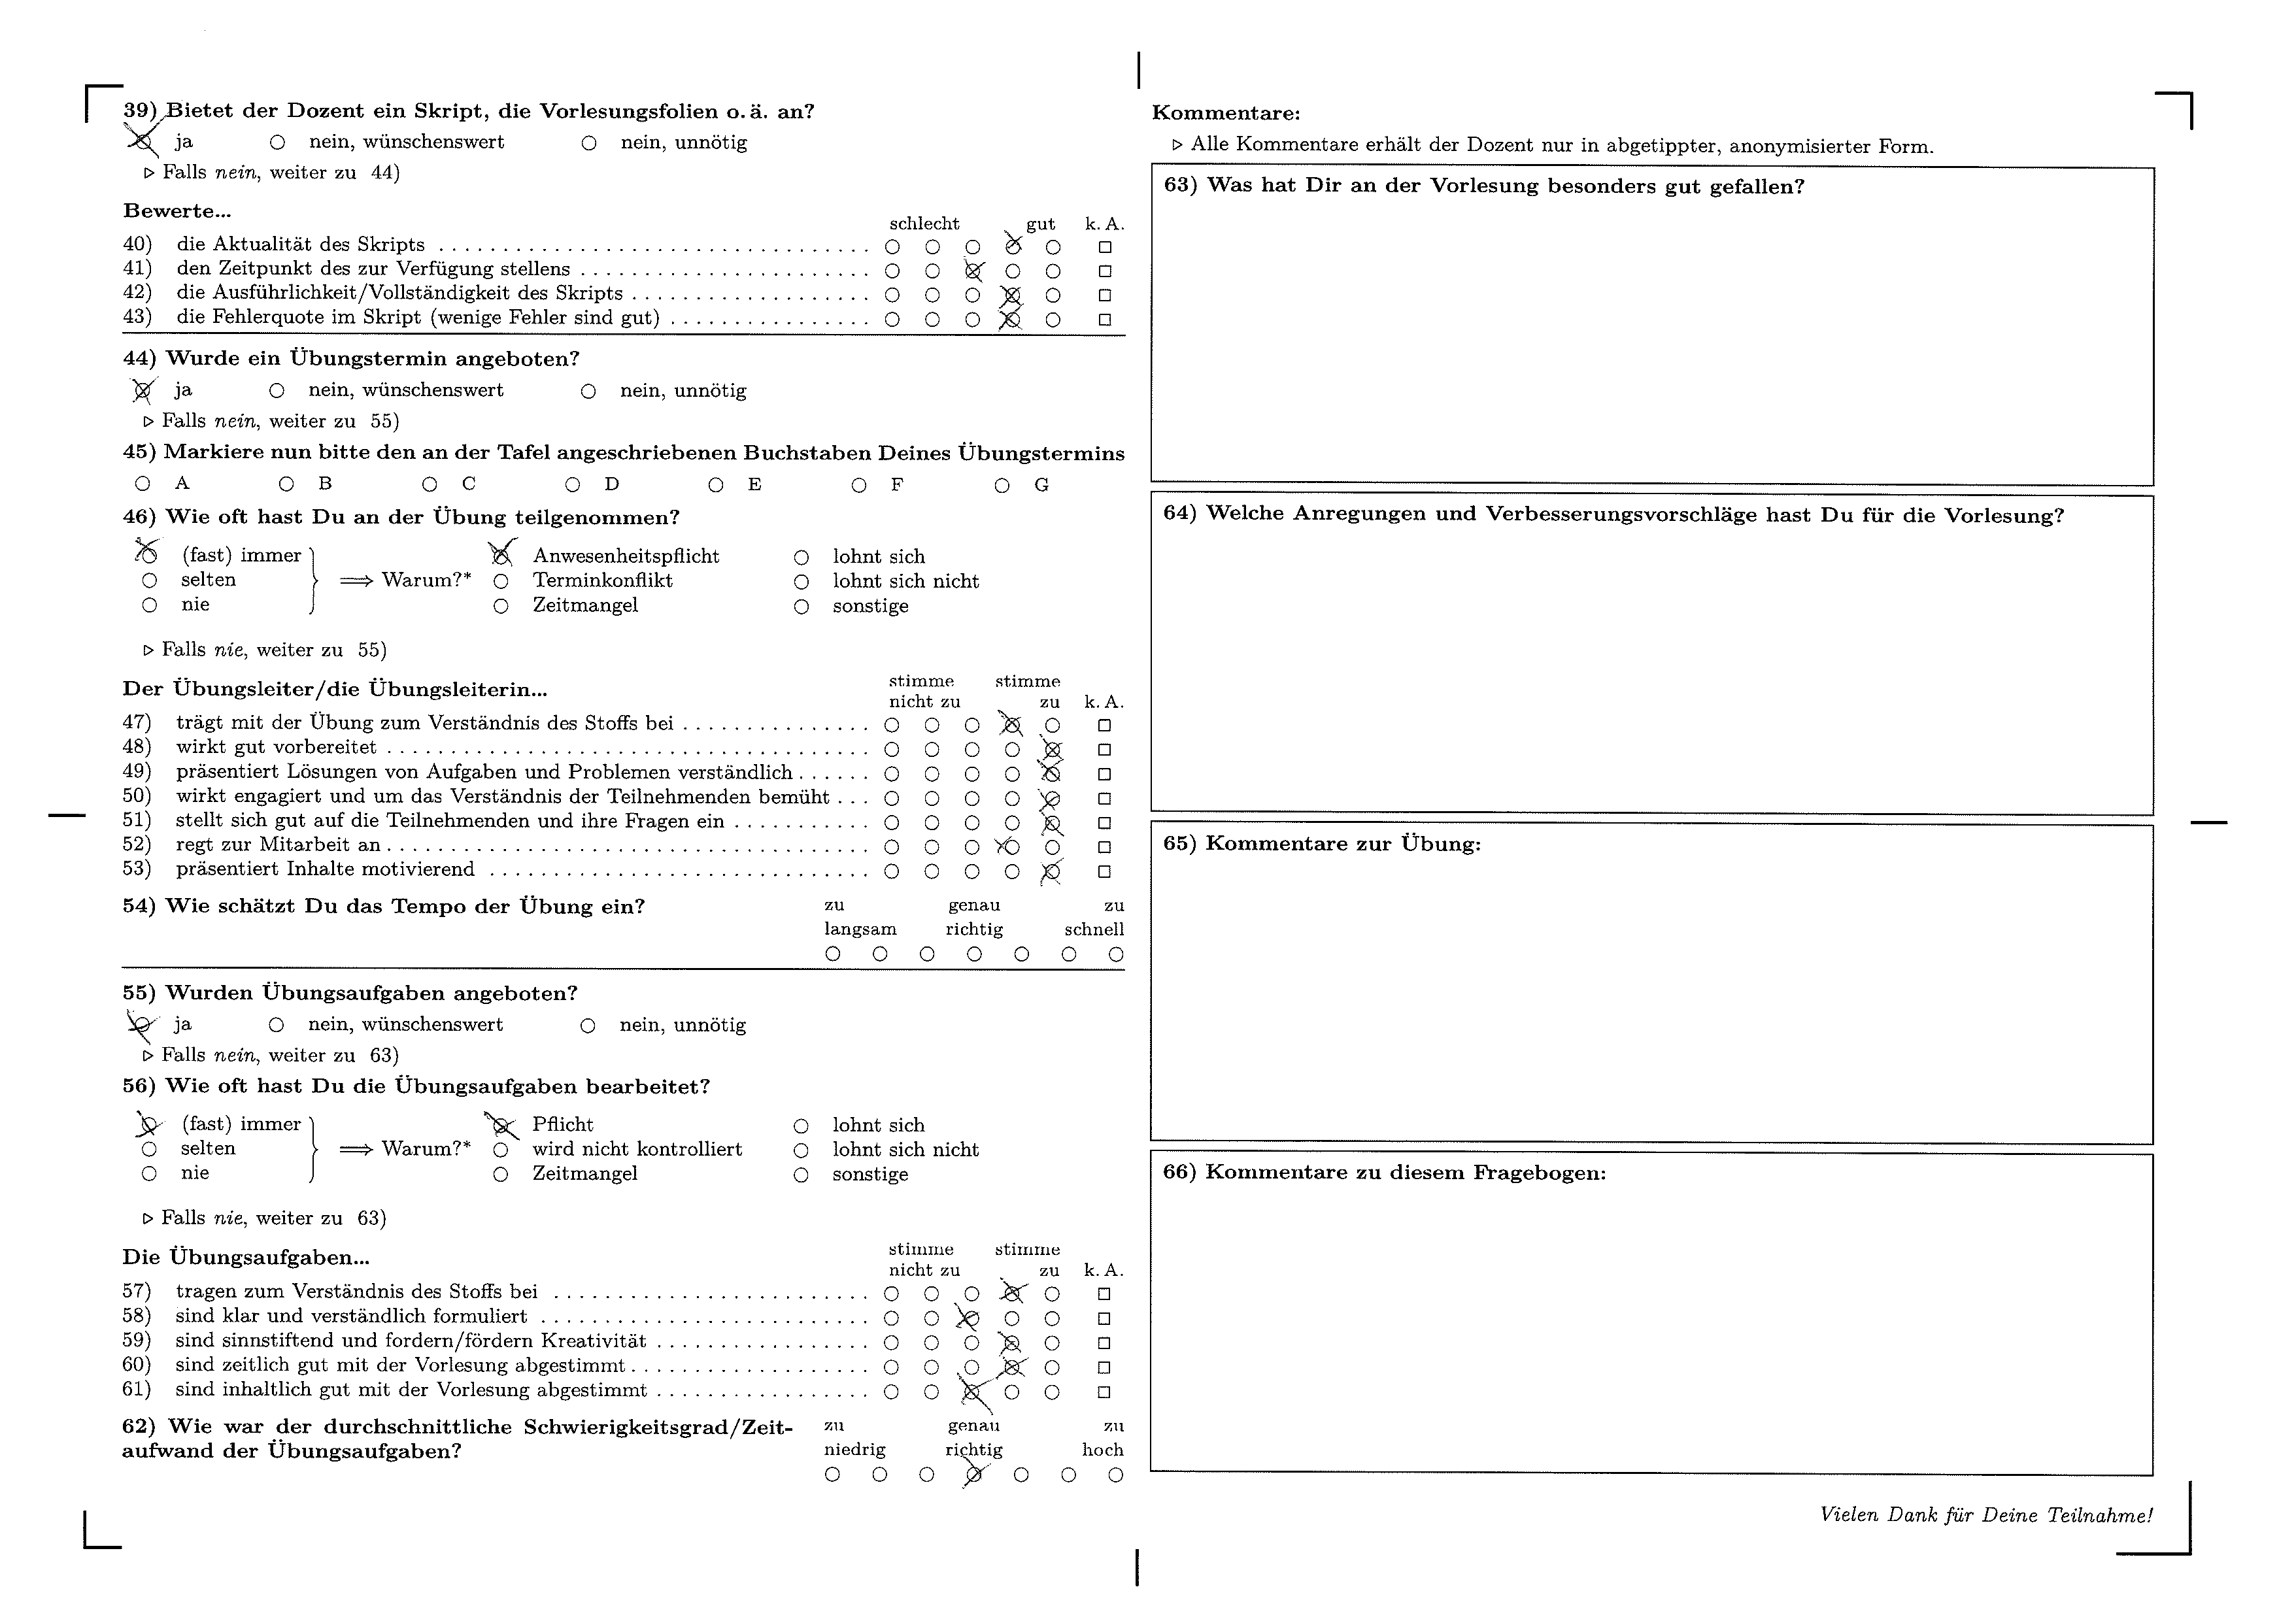 39) Bietet der Dozent ein Skript, die Vorlesungsfolien o. ä. an?
ja nein, wünschenswert nein, unnötig
▷ Falls nein, weiter zu 44)
Bewerte...
schlecht gut k. A.
40) die Aktualität des Skripts
41) den Zeitpunkt des zur Verfügung stellens
42) die Ausführlichkeit/Vollständigkeit des Skripts
43) die Fehlerquote im Skript (wenige Fehler sind gut)
44) Wurde ein Übungstermin angeboten?
ja nein, wünschenswert nein, unnötig
▷ Falls nein, weiter zu 55)
45) Markiere nun bitte den an der Tafel angeschriebenen Buchstaben Deines Übungstermins
A B C D E F G
46) Wie oft hast Du an der Übung teilgenommen?
(fast) immer Anwesenheitspflicht lohnt sich
selten ⟹ Warum?* Terminkonflikt lohnt sich nicht
nie Zeitmangel sonstige
▷ Falls nie, weiter zu 55)
Der Übungsleiter/die Übungsleiterin...
stimme nicht zu stimme zu k. A.
47) trägt mit der Übung zum Verständnis des Stoffs bei
48) wirkt gut vorbereitet
49) präsentiert Lösungen von Aufgaben und Problemen verständlich
50) wirkt engagiert und um das Verständnis der Teilnehmenden bemüht
51) stellt sich gut auf die Teilnehmenden und ihre Fragen ein
52) regt zur Mitarbeit an
53) präsentiert Inhalte motivierend
54) Wie schätzt Du das Tempo der Übung ein?
zu genau zu
langsam richtig schnell
55) Wurden Übungsaufgaben angeboten?
ja nein, wünschenswert nein, unnötig
▷ Falls nein, weiter zu 63)
56) Wie oft hast Du die Übungsaufgaben bearbeitet?
(fast) immer Pflicht lohnt sich
selten ⟹ Warum?* wird nicht kontrolliert lohnt sich nicht
nie Zeitmangel sonstige
▷ Falls nie, weiter zu 63)
Die Übungsaufgaben...
stimme nicht zu stimme zu k. A.
57) tragen zum Verständnis des Stoffs bei
58) sind klar und verständlich formuliert
59) sind sinnstiftend und fordern/fördern Kreativität
60) sind zeitlich gut mit der Vorlesung abgestimmt
61) sind inhaltlich gut mit der Vorlesung abgestimmt
62) Wie war der durchschnittliche Schwierigkeitsgrad/Zeit-
aufwand der Übungsaufgaben?
zu genau zu
niedrig richtig hoch
Kommentare:
▷ Alle Kommentare erhält der Dozent nur in abgetippter, anonymisierter Form.
63) Was hat Dir an der Vorlesung besonders gut gefallen?
64) Welche Anregungen und Verbesserungsvorschläge hast Du für die Vorlesung?
65) Kommentare zur Übung:
66) Kommentare zu diesem Fragebogen:
Vielen Dank für Deine Teilnahme!